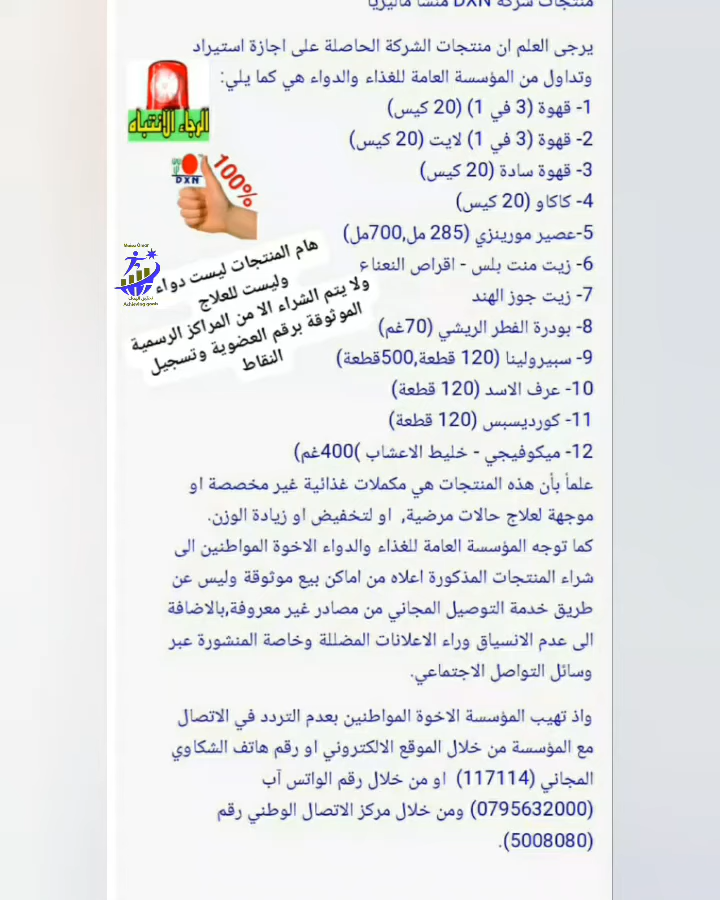 منتجات شركة DXN منشأ ماليزيا
يرجى العلم ان منتجات الشركة الحاصلة على اجازة استيراد
وتداول من المؤسسة العامة للغذاء والدواء هي كما يلي:
1- قهوة (3 في 1) (20 كيس)
2- قهوة (3 في 1) لايت (20 كيس)
3- قهوة سادة (20 كيس)
4- كاكاو (20 كيس)
5-عصير مورينزي (285 مل,700مل)
6- زيت منت بلس - اقراص النعناع
7- زيت جوز الهند
8- بودرة الفطر الريشي (70غم)
9- سبيرولينا (120 قطعة,500قطعة)
10- عرف الاسد (120 قطعة)
11- كورديسبس (120 قطعة)
12- ميكوفيجي - خليط الاعشاب )400غم)
علماً بأن هذه المنتجات هي مكملات غذائية غير مخصصة او
موجهة لعلاج حالات مرضية, او لتخفيض او زيادة الوزن.
كما توجه المؤسسة العامة للغذاء والدواء الاخوة المواطنين الى
شراء المنتجات المذكورة اعلاه من اماكن بيع موثوقة وليس عن
طريق خدمة التوصيل المجاني من مصادر غير معروفة,بالاضافة
الى عدم الانسياق وراء الاعلانات المضللة وخاصة المنشورة عبر
وسائل التواصل الاجتماعي.
واذ تهيب المؤسسة الاخوة المواطنين بعدم التردد في الاتصال
مع المؤسسة من خلال الموقع الالكتروني او رقم هاتف الشكاوي
المجاني (117114) او من خلال رقم الواتس آب
(0795632000) ومن خلال مركز الاتصال الوطني رقم
(5008080).
الرجاء الانتباه
DXN
100%
هام المنتجات ليست دواء
وليست للعلاج
ولا يتم الشراء الا من المراكز الرسمية
الموثوقة برقم العضوية وتسجيل
النقاط
Achieving goals